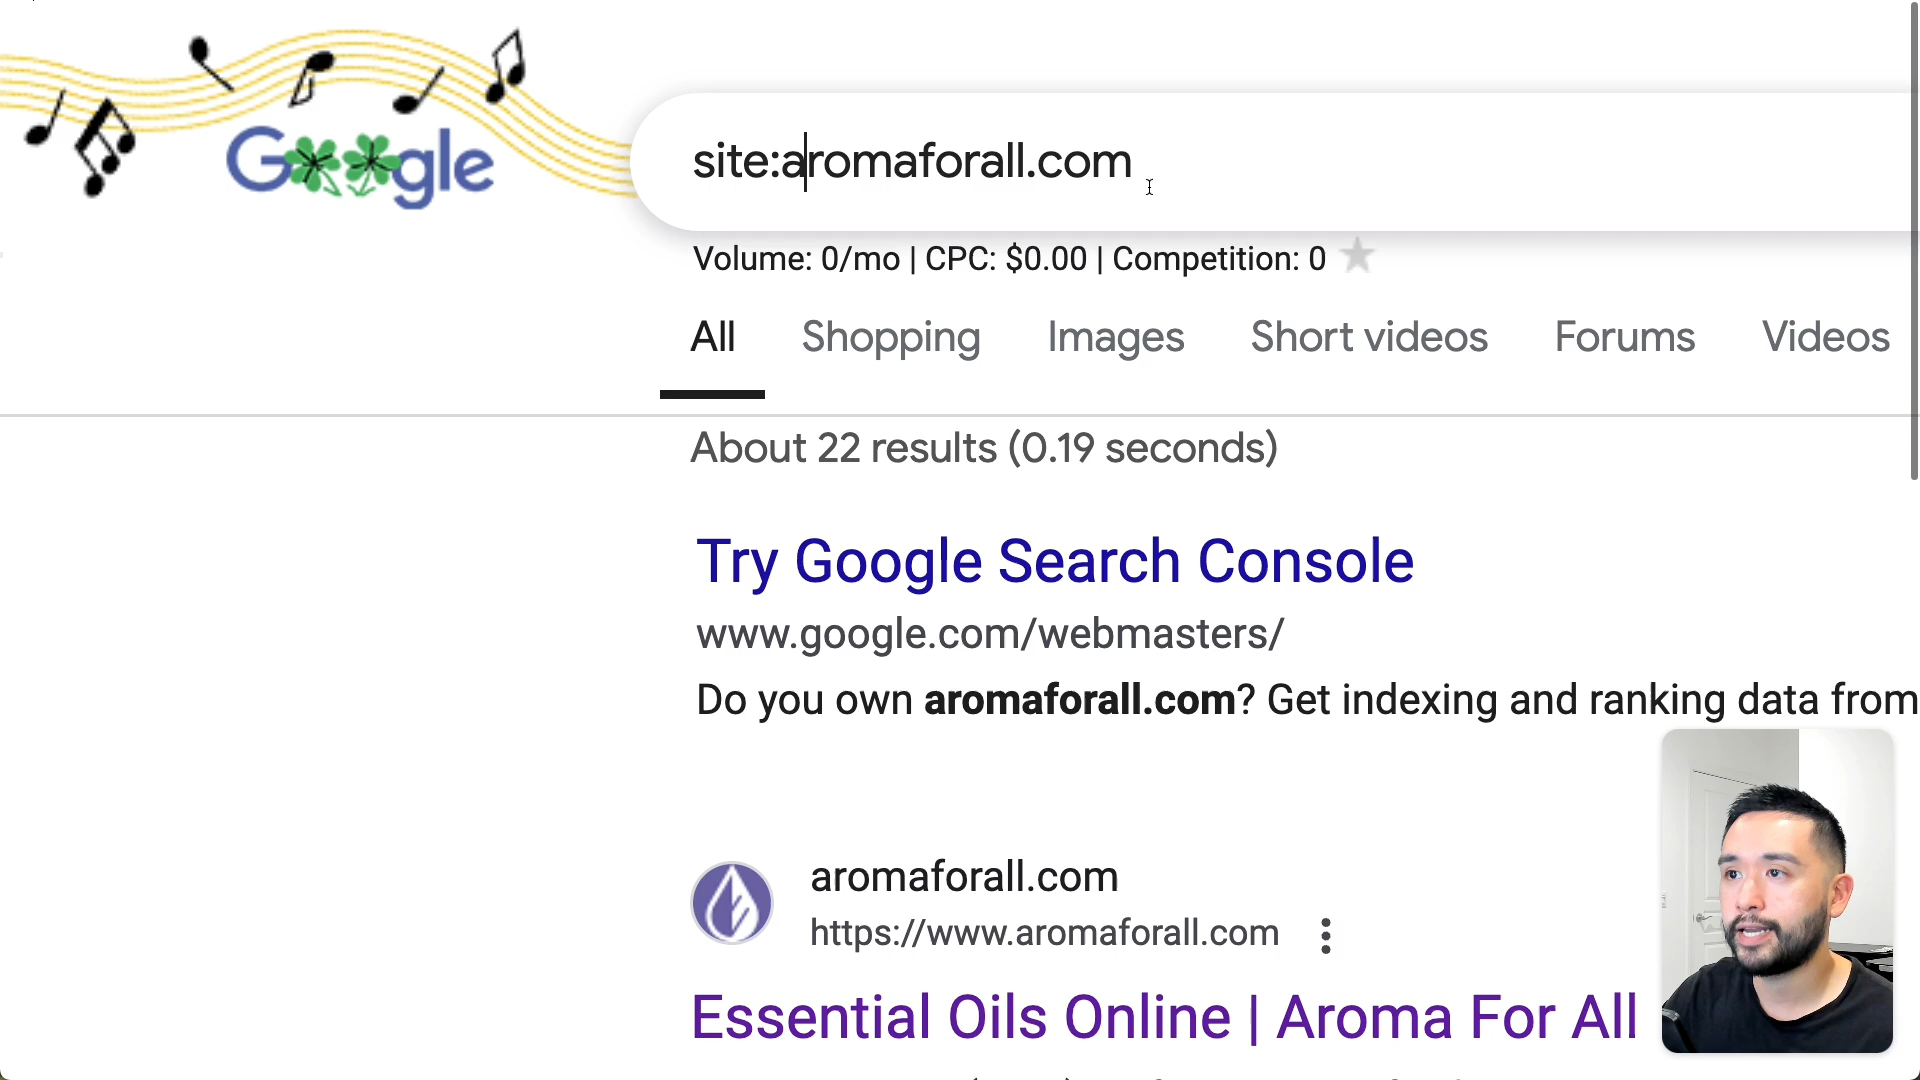 Google
site:aromaforall.com
Volume: 0/mo | CPC: $0.00 | Competition: 0
All Shopping Images Short videos Forums Videos
About 22 results (0.19 seconds)
Try Google Search Console
www.google.com/webmasters/
Do you own aromaforall.com? Get indexing and ranking data from
aromaforall.com
https://www.aromaforall.com
Essential Oils Online | Aroma For All